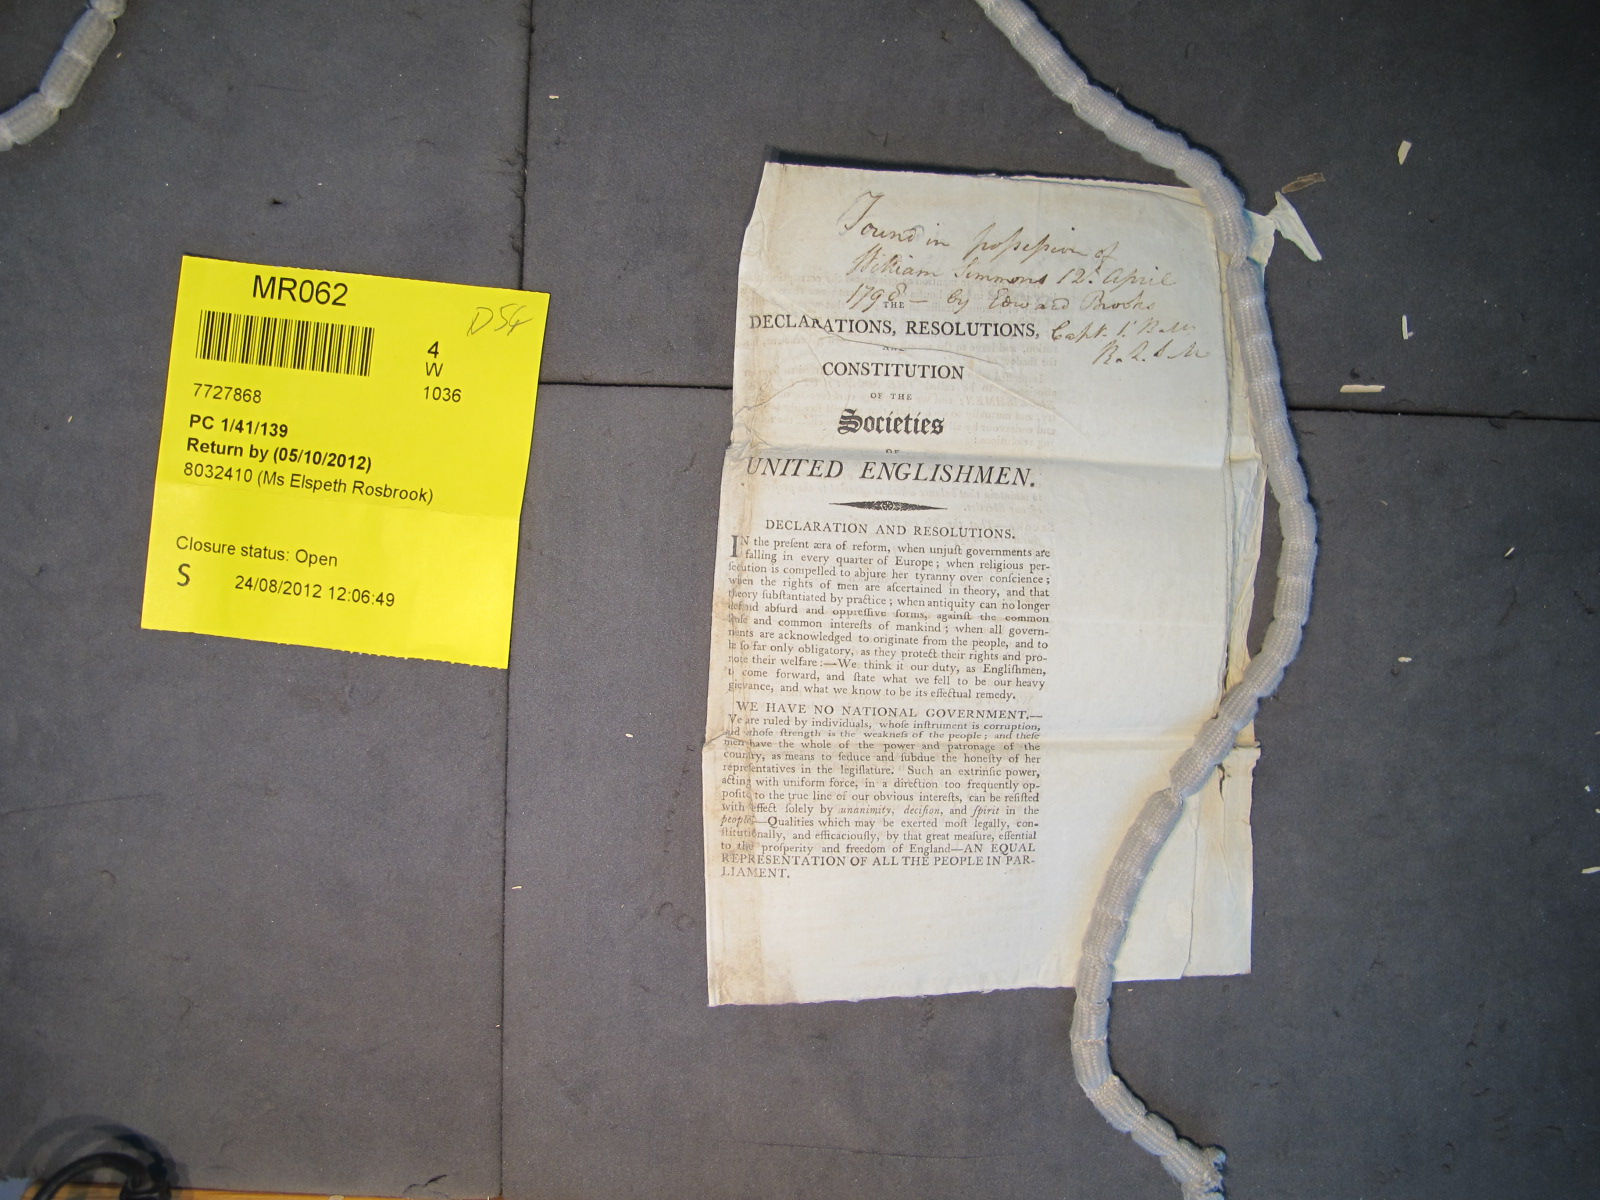 MR062
D54
4
W
7727868
1036
PC 1/41/139
Return by (05/10/2012)
8032410 (Ms Elspeth Rosbrook)
Closure status: Open
S
24/08/2012 12:06:49
Found in poſseſsion of
William Simmons 12th April
1798 — by Edward Brooks
Capt. 1st R. M
THE
DECLARATIONS, RESOLUTIONS,
AND
CONSTITUTION
OF THE
Societies
OF
UNITED ENGLISHMEN.
DECLARATION AND RESOLUTIONS.
IN the preſent æra of reform, when unjuſt governments are
falling in every quarter of Europe; when religious per-
ſecution is compelled to abjure her tyranny over conſcience;
when the rights of men are aſcertained in theory, and that
theory ſubſtantiated by practice; when antiquity can no longer
defend abſurd and oppreſſive forms, againſt the common
ſenſe and common intereſts of mankind; when all govern-
ments are acknowledged to originate from the people, and to
be ſo far only obligatory, as they protect their rights and pro-
mote their welfare:—We think it our duty, as Engliſhmen,
to come forward, and ſtate what we fell to be our heavy
grievance, and what we know to be its effectual remedy.
WE HAVE NO NATIONAL GOVERNMENT.—
We are ruled by individuals, whoſe inſtrument is corruption,
and whoſe ſtrength is the weakneſs of the people; and theſe
men have the whole of the power and patronage of the
country, as means to ſeduce and ſubdue the honeſty of her
repreſentatives in the legiſlature. Such an extrinſic power,
acting with uniform force, in a direction too frequently op-
poſite to the true line of our obvious intereſts, can be reſiſted
with effect ſolely by unanimity, deciſion, and ſpirit in the
people,—Qualities which may be exerted moſt legally, con-
ſtitutionally, and efficaciouſly, by that great meaſure, eſſential
to the proſperity and freedom of England—AN EQUAL
REPRESENTATION OF ALL THE PEOPLE IN PAR-
LIAMENT.